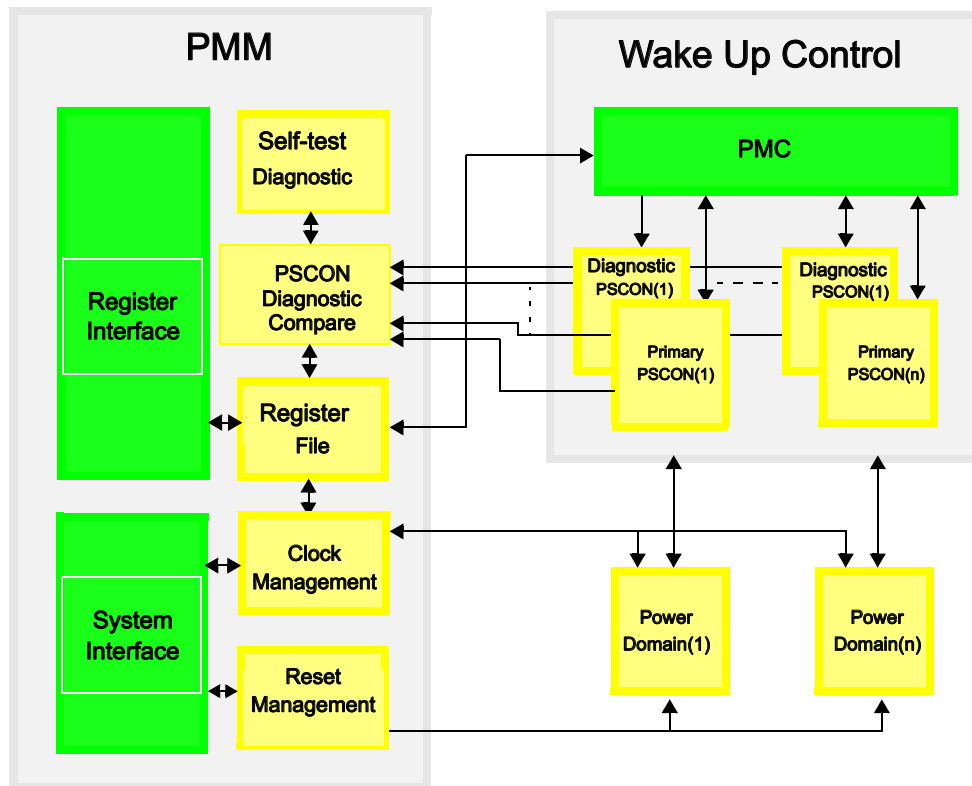 PMM
Self-test
Diagnostic
PSCON
Diagnostic
Compare
Register
Interface
Register
File
Clock
Management
System
Interface
Reset
Management
Wake Up Control
PMC
Diagnostic
PSCON(1)
Primary
PSCON(1)
Diagnostic
PSCON(1)
Primary
PSCON(n)
Power
Domain(1)
Power
Domain(n)